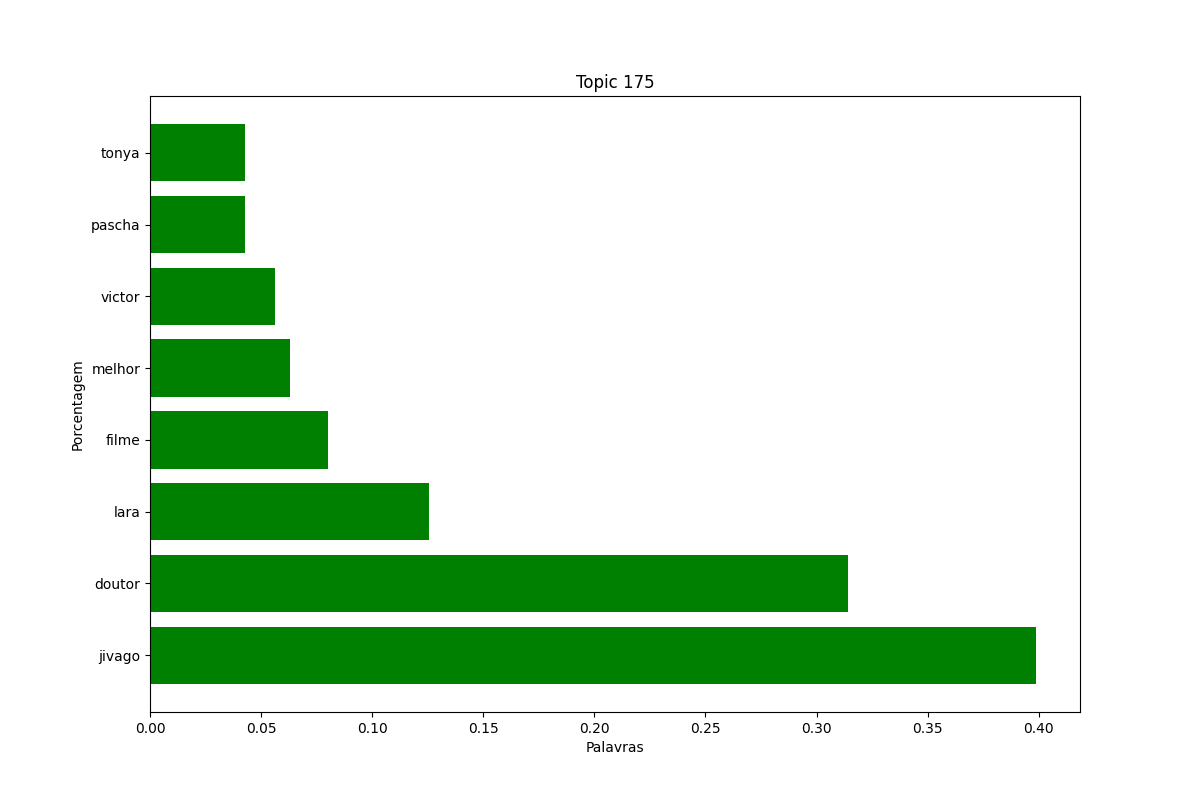 Topic 175
tonya
pascha
victor
melhor
filme
lara
doutor
jivago
Porcentagem
0.00 0.05 0.10 0.15 0.20 0.25 0.30 0.35 0.40
Palavras